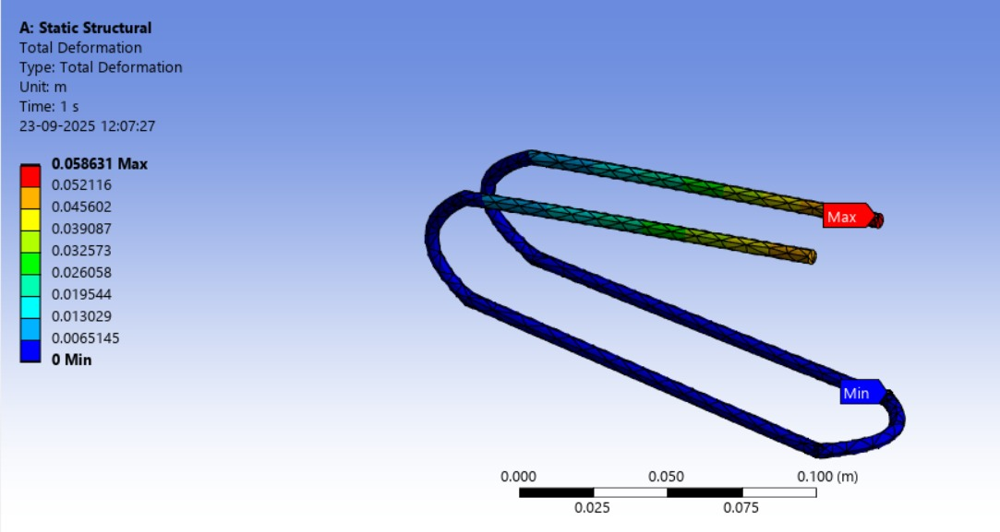 A: Static Structural
Total Deformation
Type: Total Deformation
Unit: m
Time: 1 s
23-09-2025 12:07:27
0.058631 Max
0.052116
0.045602
0.039087
0.032573
0.026058
0.019544
0.013029
0.0065145
0 Min
Max
Min
0.000 0.050 0.100 (m)
0.025 0.075